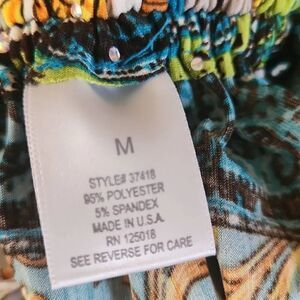 M
STYLE# 37418
95% POLYESTER
5% SPANDEX
MADE IN U.S.A.
RN 125018
SEE REVERSE FOR CARE